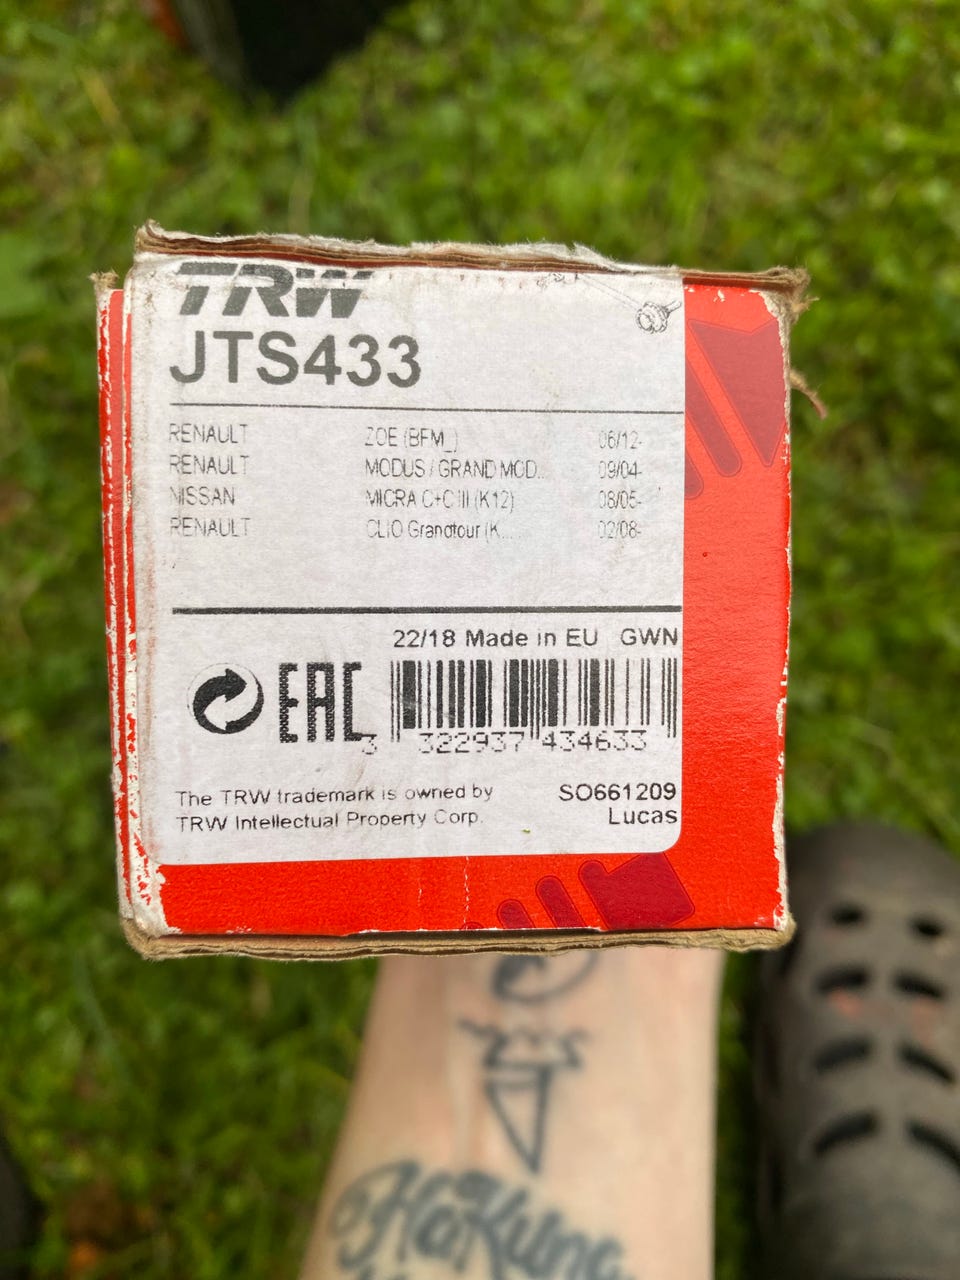 TRW
JTS433
RENAULT ZOE (BFM_) 06/12-
RENAULT MODUS / GRAND MOD... 09/04-
NISSAN MICRA C+C III (K12) 08/05-
RENAULT CLIO Grandtour (K... 02/08-
22/18 Made in EU GWN
EAC
3 322937 434633
The TRW trademark is owned by
TRW Intellectual Property Corp.
SO661209
Lucas
Hakuna